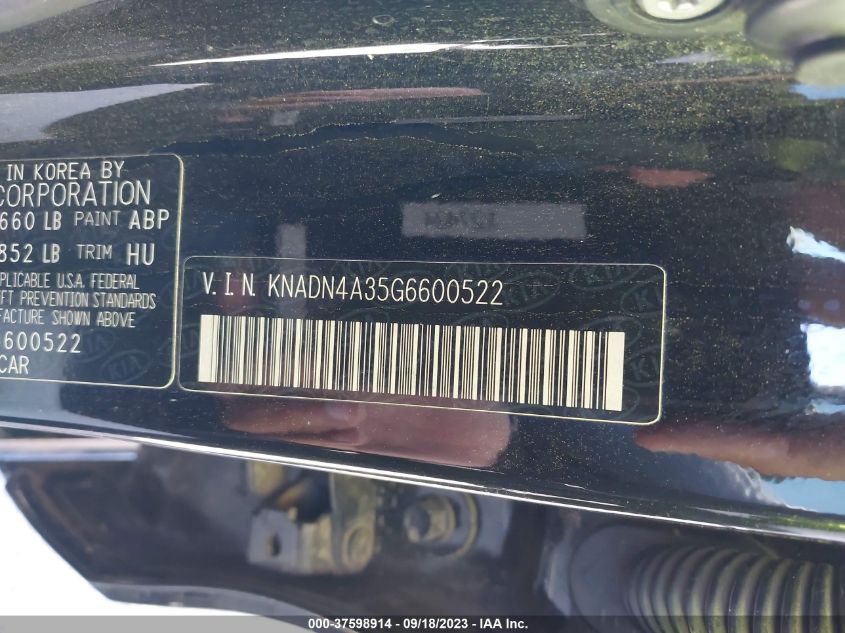 IN KOREA BY
CORPORATION
660 LB PAINT ABP
852 LB TRIM HU
PLICABLE U.S.A. FEDERAL
FT PREVENTION STANDARDS
FACTURE SHOWN ABOVE
600522
CAR
V. I. N. KNADN4A35G6600522
000-37598914 - 09/18/2023 - IAA Inc.